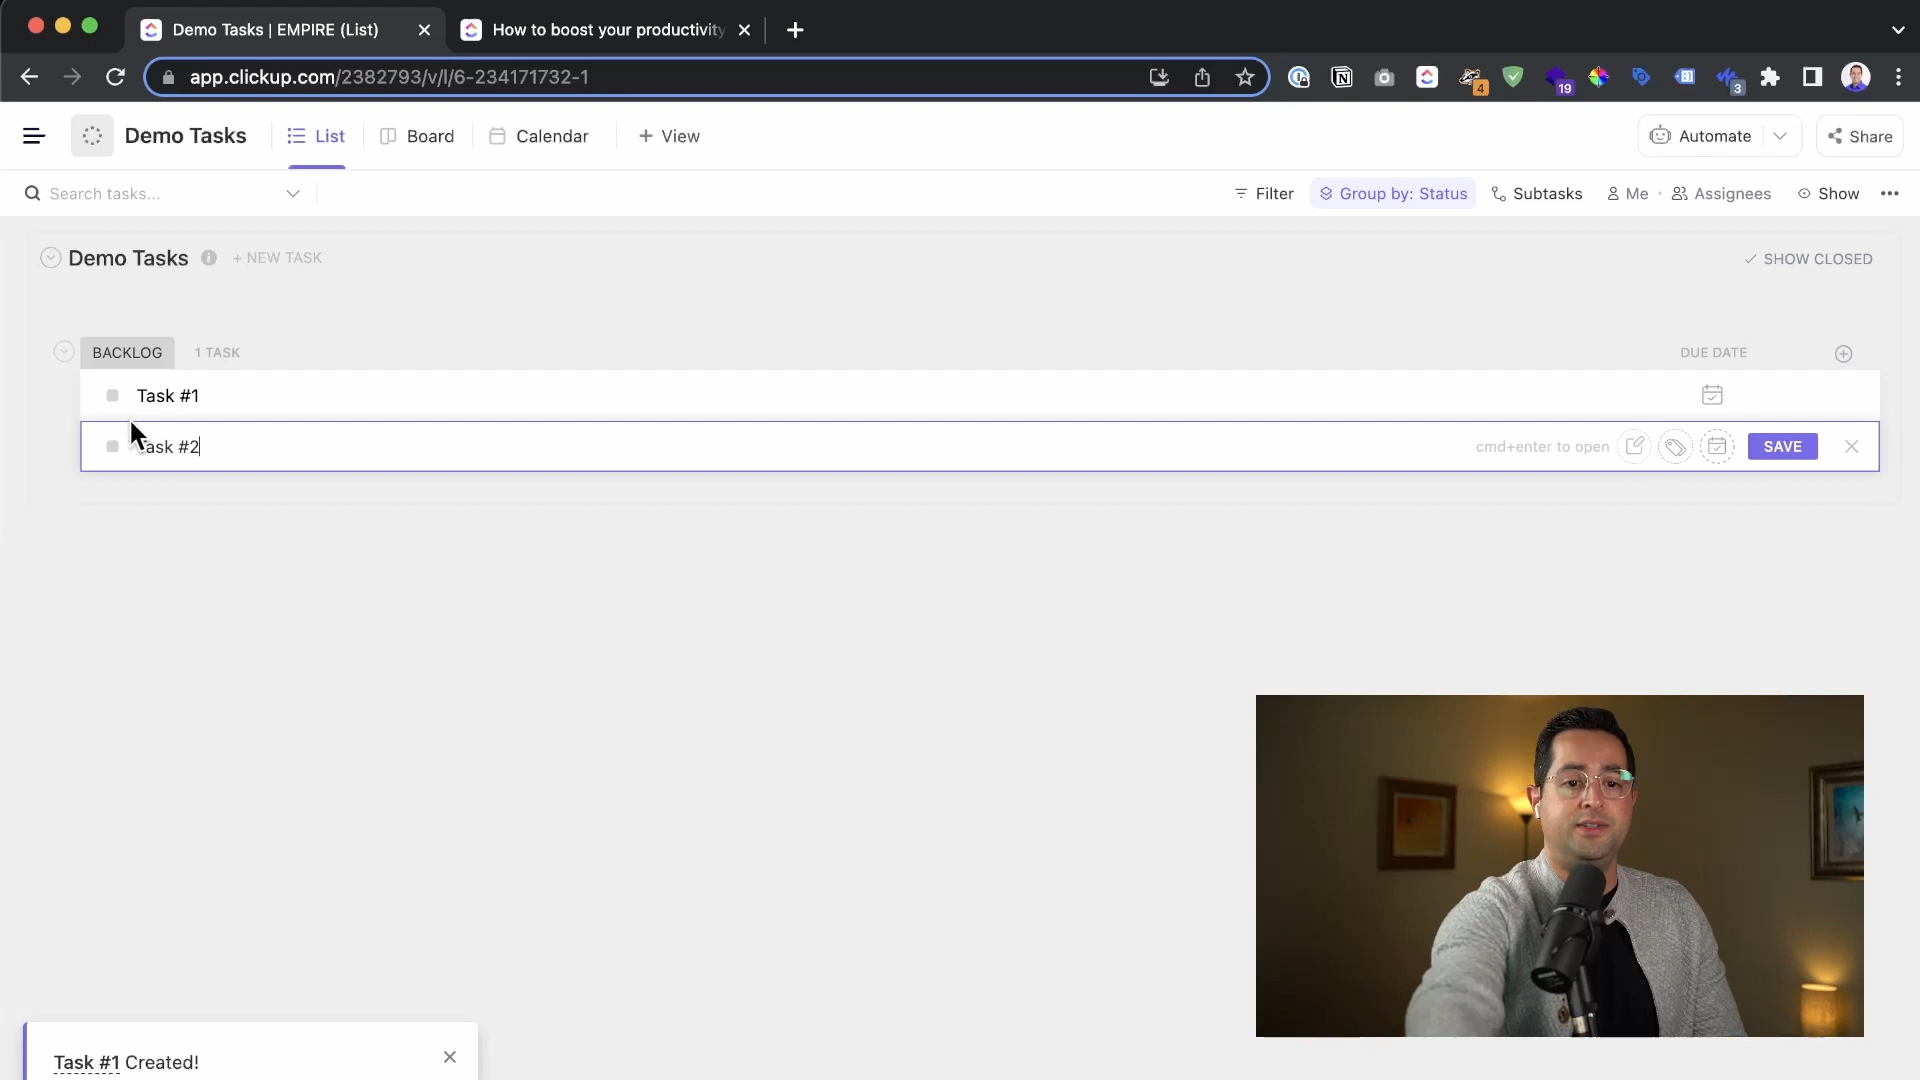 Demo Tasks | EMPIRE (List)
How to boost your productivity
app.clickup.com/2382793/v/l/6-234171732-1
4
19
3
Demo Tasks
List
Board
Calendar
+ View
Automate
Share
Search tasks...
Filter
Group by: Status
Subtasks
Me
Assignees
Show
Demo Tasks
+ NEW TASK
SHOW CLOSED
BACKLOG
1 TASK
DUE DATE
Task #1
ask #2
cmd+enter to open
SAVE
Task #1 Created!